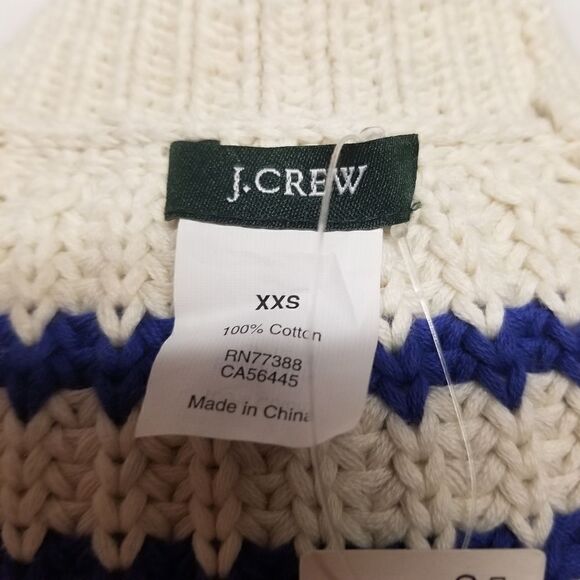 J.CREW
XXS
100% Cotton
RN77388
CA56445
Made in China